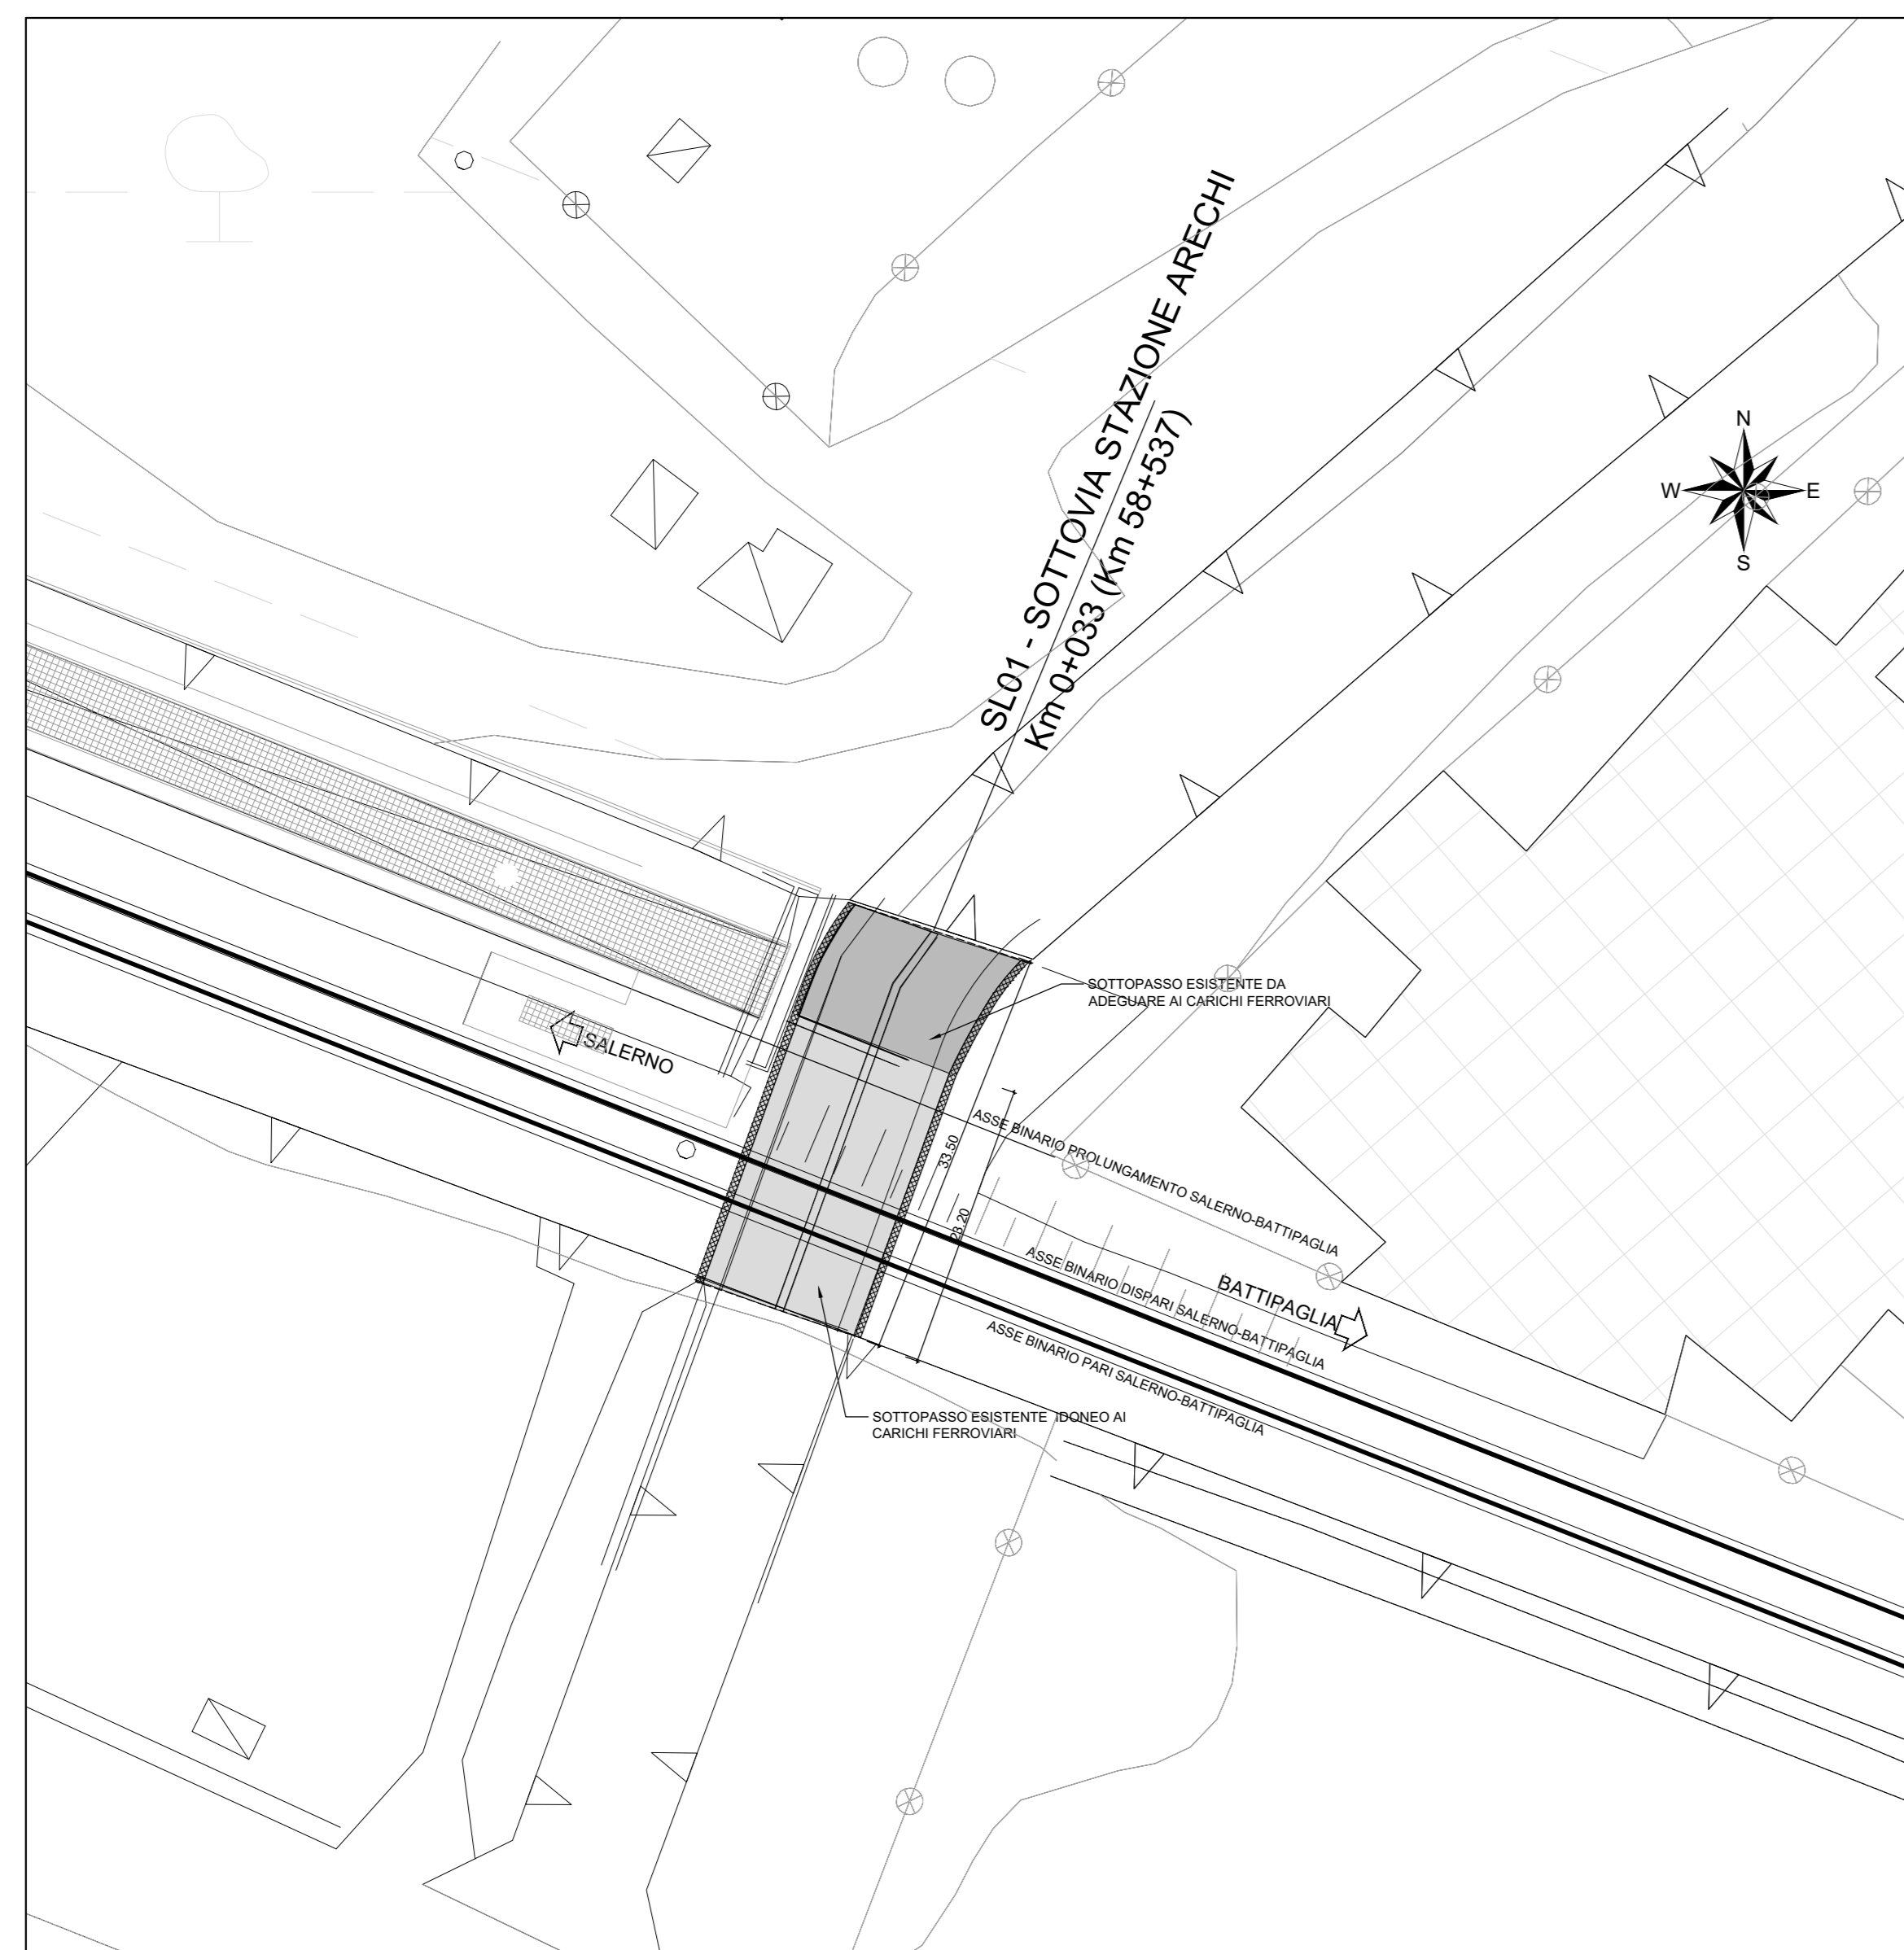 SL01 - SOTTOVIA STAZIONE ARECHI
Km 0+033 (Km 58+537)
N
W
E
S
SOTTOPASSO ESISTENTE DA
ADEGUARE AI CARICHI FERROVIARI
SALERNO
ASSE BINARIO PROLUNGAMENTO SALERNO-BATTIPAGLIA
33.50
23.20
ASSE BINARIO DISPARI SALERNO-BATTIPAGLIA
BATTIPAGLIA
ASSE BINARIO PARI SALERNO-BATTIPAGLIA
SOTTOPASSO ESISTENTE IDONEO AI
CARICHI FERROVIARI